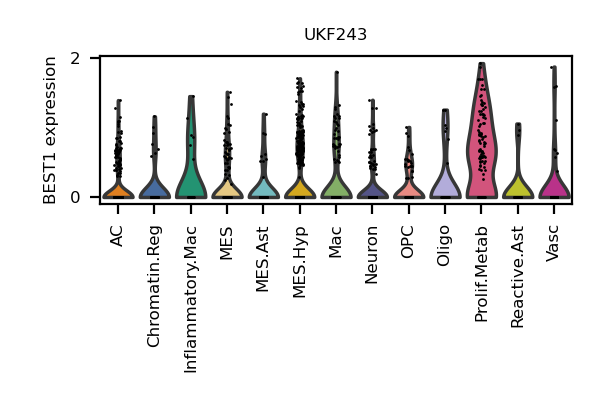 UKF243
BEST1 expression
2
0
AC
Chromatin.Reg
Inflammatory.Mac
MES
MES.Ast
MES.Hyp
Mac
Neuron
OPC
Oligo
Prolif.Metab
Reactive.Ast
Vasc